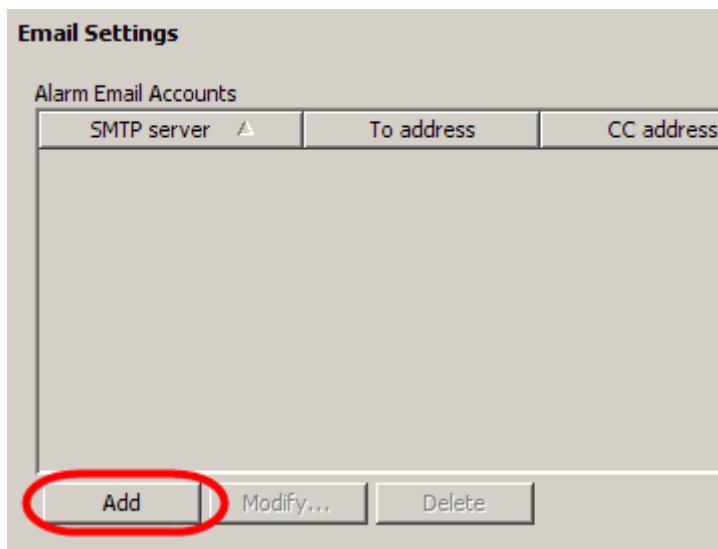 Email Settings
Alarm Email Accounts
SMTP server To address CC address
Add Modify... Delete